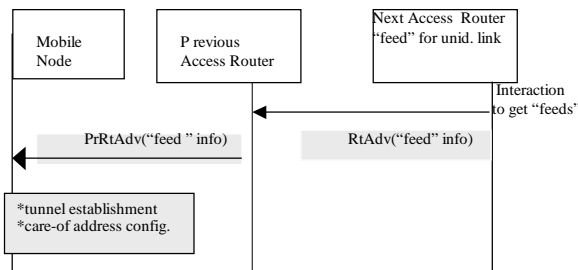 Mobile
Node
P revious
Access Router
Next Access Router
“feed” for unid. link
Interaction
to get “feeds”
PrRtAdv(“feed ” info)
RtAdv(“feed” info)
*tunnel establishment
*care-of address config.